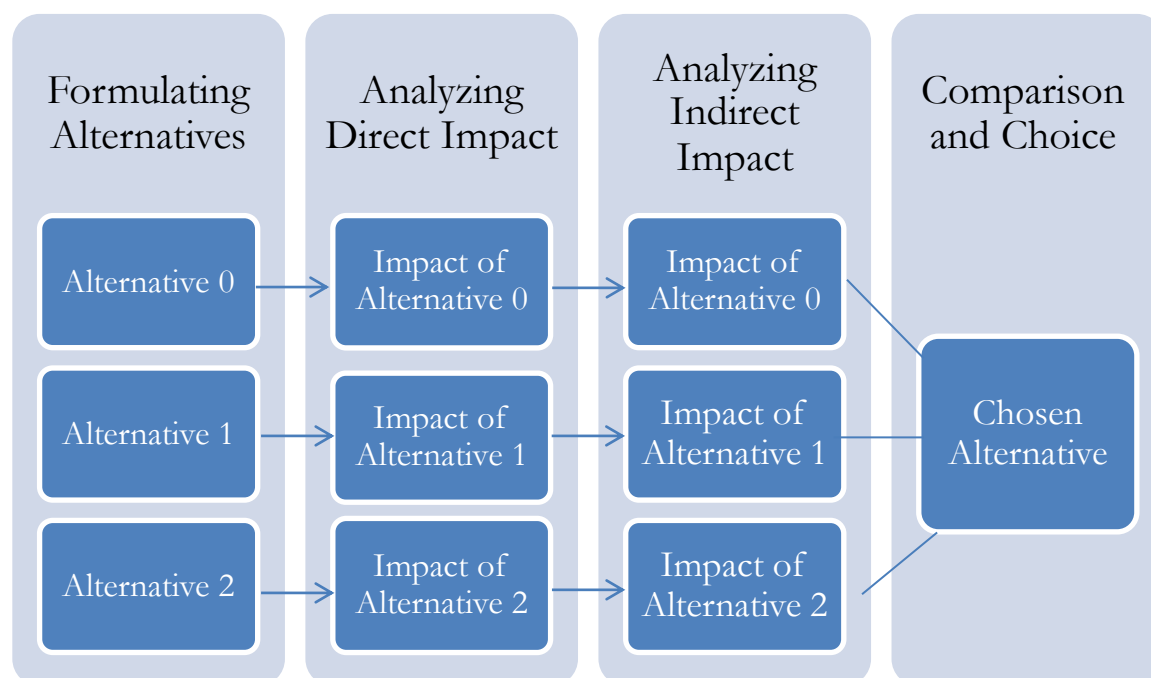 Formulating
Alternatives
Alternative 0
Alternative 1
Alternative 2
Analyzing
Direct Impact
Impact of
Alternative 0
Impact of
Alternative 1
Impact of
Alternative 2
Analyzing
Indirect
Impact
Impact of
Alternative 0
Impact of
Alternative 1
Impact of
Alternative 2
Comparison
and Choice
Chosen
Alternative